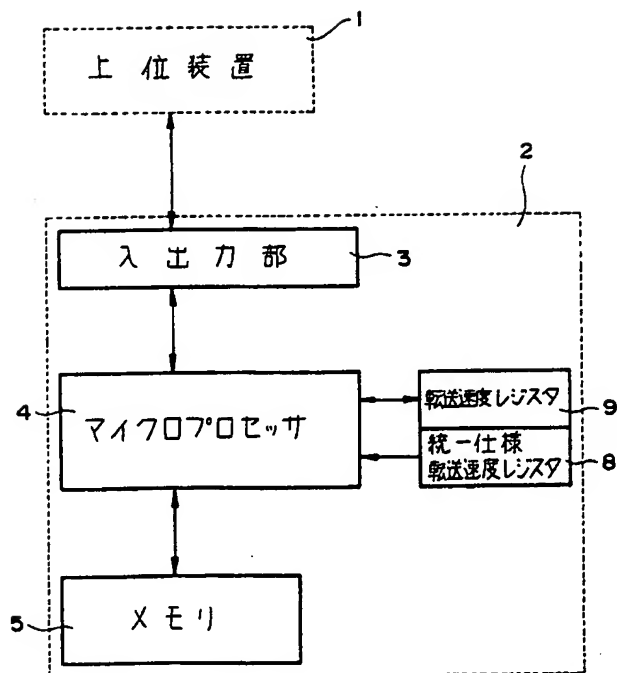 1
上位装置
2
入出力部
3
4
マイクロプロセッサ
転送速度レジスタ
9
統一仕様
転送速度レジスタ
8
5
メモリ